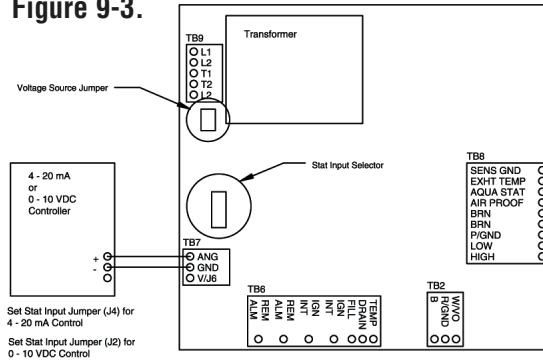 Figure 9-3.
Transformer
TB9
L1
L2
T1
T2
L2
Voltage Source Jumper
Stat Input Selector
4 - 20 mA
or
0 - 10 VDC
Controller
+
-
TB7
ANG
GND
V/J6
TB8
SENS GND
EXHT TEMP
AQUA STAT
AIR PROOF
BRN
BRN
P/GND
LOW
HIGH
TB6
ALM
REM
ALM
REM
INT
IGN
INT
IGN
FILL
DRAIN
TEMP
TB2
B
R/GND
W/VO
Set Stat Input Jumper (J4) for
4 - 20 mA Control
Set Stat Input Jumper (J2) for
0 - 10 VDC Control